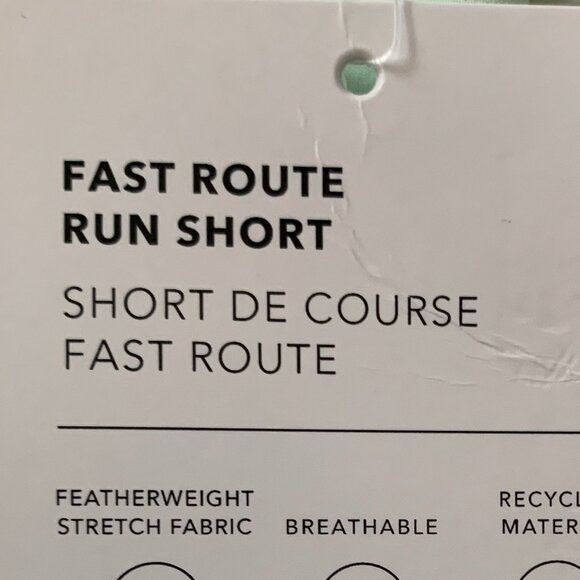 FAST ROUTE
RUN SHORT
SHORT DE COURSE
FAST ROUTE
FEATHERWEIGHT
STRETCH FABRIC
BREATHABLE